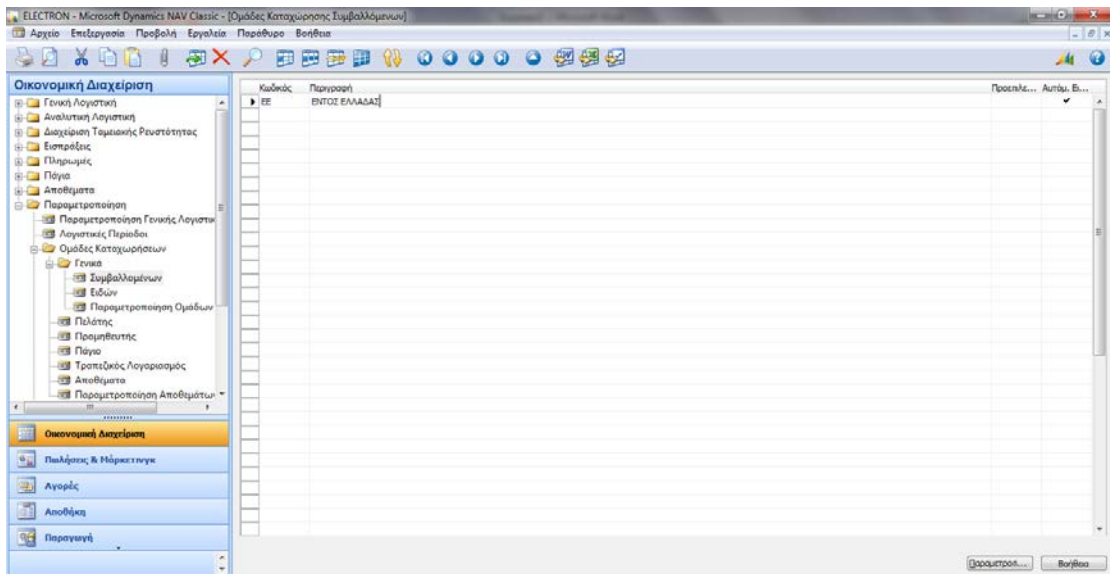 ELECTRON - Microsoft Dynamics NAV Classic - [Ομάδες Καταχώρησης Συμβαλλόμενων]
Αρχείο Επεξεργασία Προβολή Εργαλεία Παράθυρο Βοήθεια
Οικονομική Διαχείριση
Γενική Λογιστική
Αναλυτική Λογιστική
Διαχείριση Ταμειακής Ρευστότητας
Εισπράξεις
Πληρωμές
Πάγια
Αποθέματα
Παραμετροποίηση
Παραμετροποίηση Γενικής Λογιστικ
Λογιστικές Περίοδοι
Ομάδες Καταχωρήσεων
Γενικά
Συμβαλλομένων
Ειδών
Παραμετροποίηση Ομάδων
Πελάτης
Προμηθευτής
Πάγιο
Τραπεζικός Λογαριασμός
Αποθέματα
Παραμετροποίηση Αποθεμάτων
Οικονομική Διαχείριση
Πωλήσεις & Μάρκετινγκ
Αγορές
Αποθήκη
Παραγωγή
Κωδικός Περιγραφή Προεπιλε... Αυτόμ. Ει...
ΕΕ ΕΝΤΟΣ ΕΛΛΑΔΑΣ ✔
Παραμετροπ... Βοήθεια